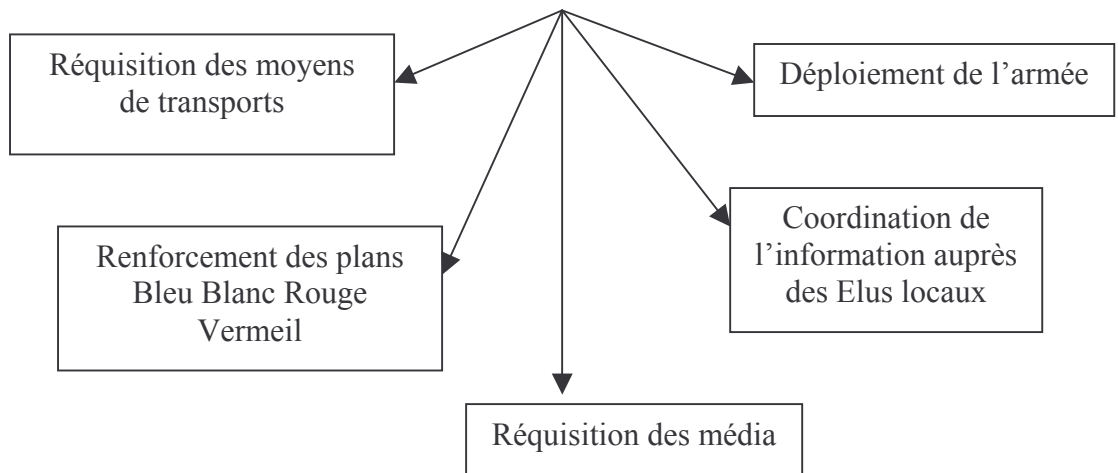 Réquisition des moyens
de transports
Déploiement de l’armée
Renforcement des plans
Bleu Blanc Rouge
Vermeil
Coordination de
l’information auprès
des Elus locaux
Réquisition des média